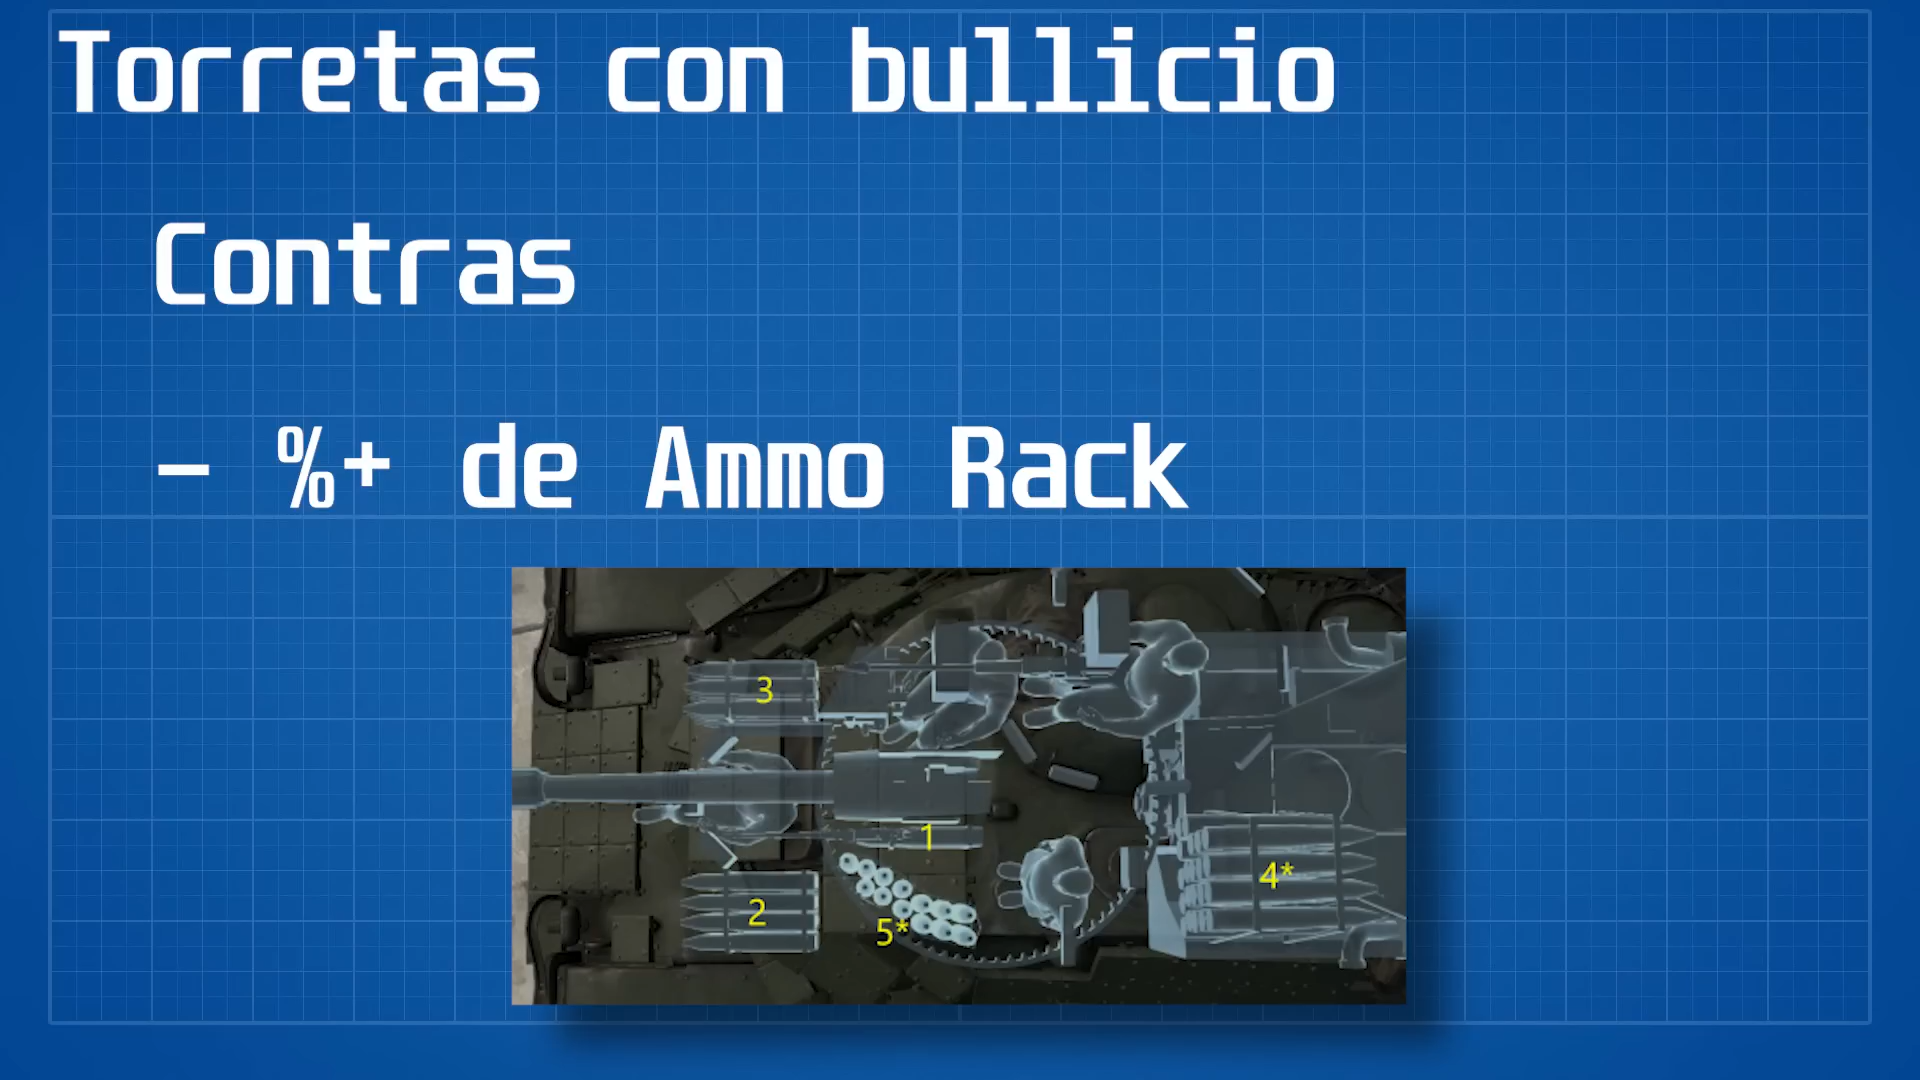 Torretas con bullicio
Contras
- %+ de Ammo Rack
3
1
4*
2
5*